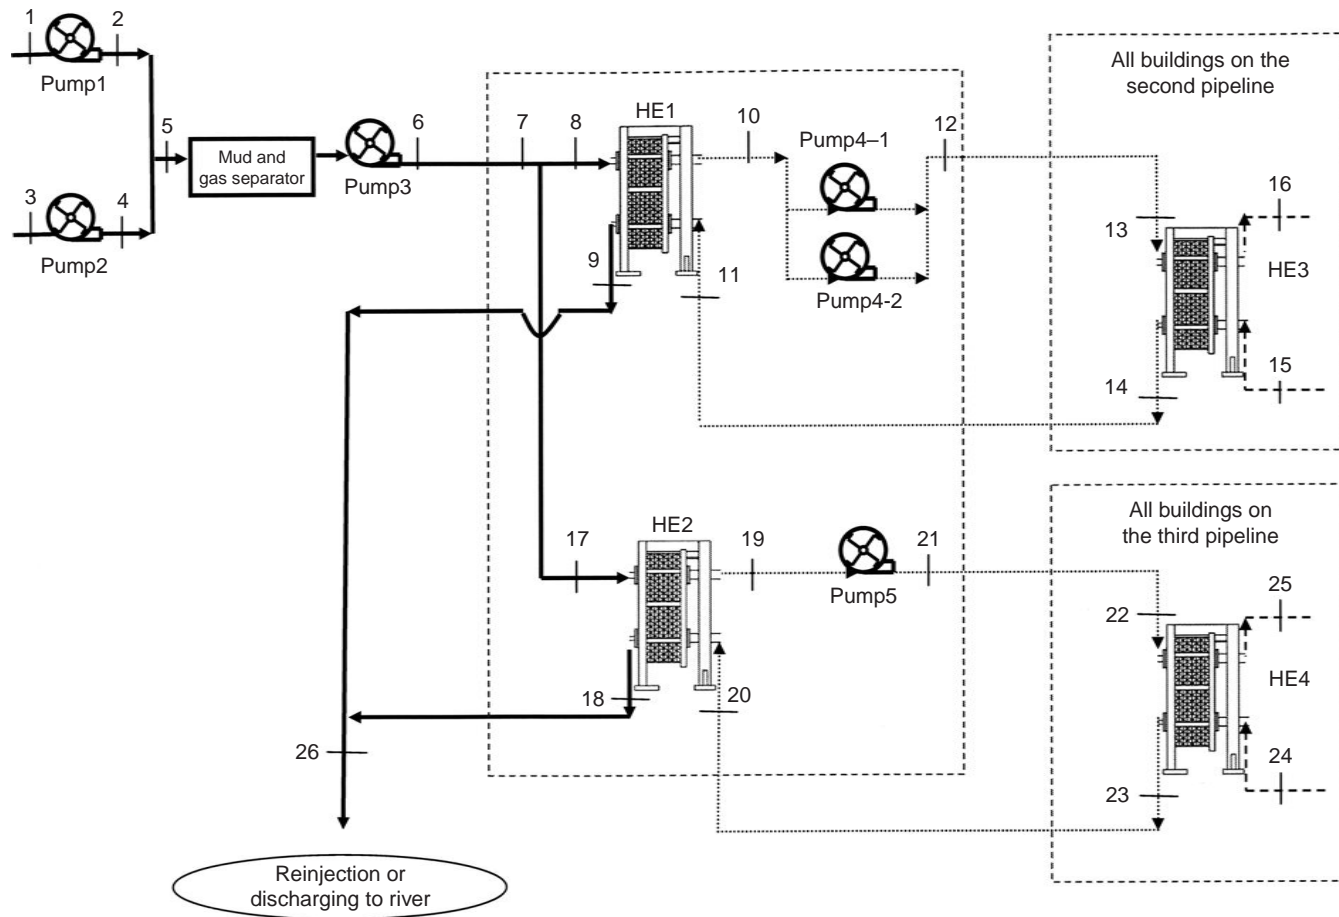 1
2
Pump1
3
4
Pump2
5
Mud and
gas separator
6
Pump3
7
8
HE1
9
10
11
Pump4–1
Pump4-2
12
All buildings on the
second pipeline
13
14
16
HE3
15
17
HE2
18
19
20
Pump5
21
All buildings on
the third pipeline
22
23
25
HE4
24
26
Reinjection or
discharging to river